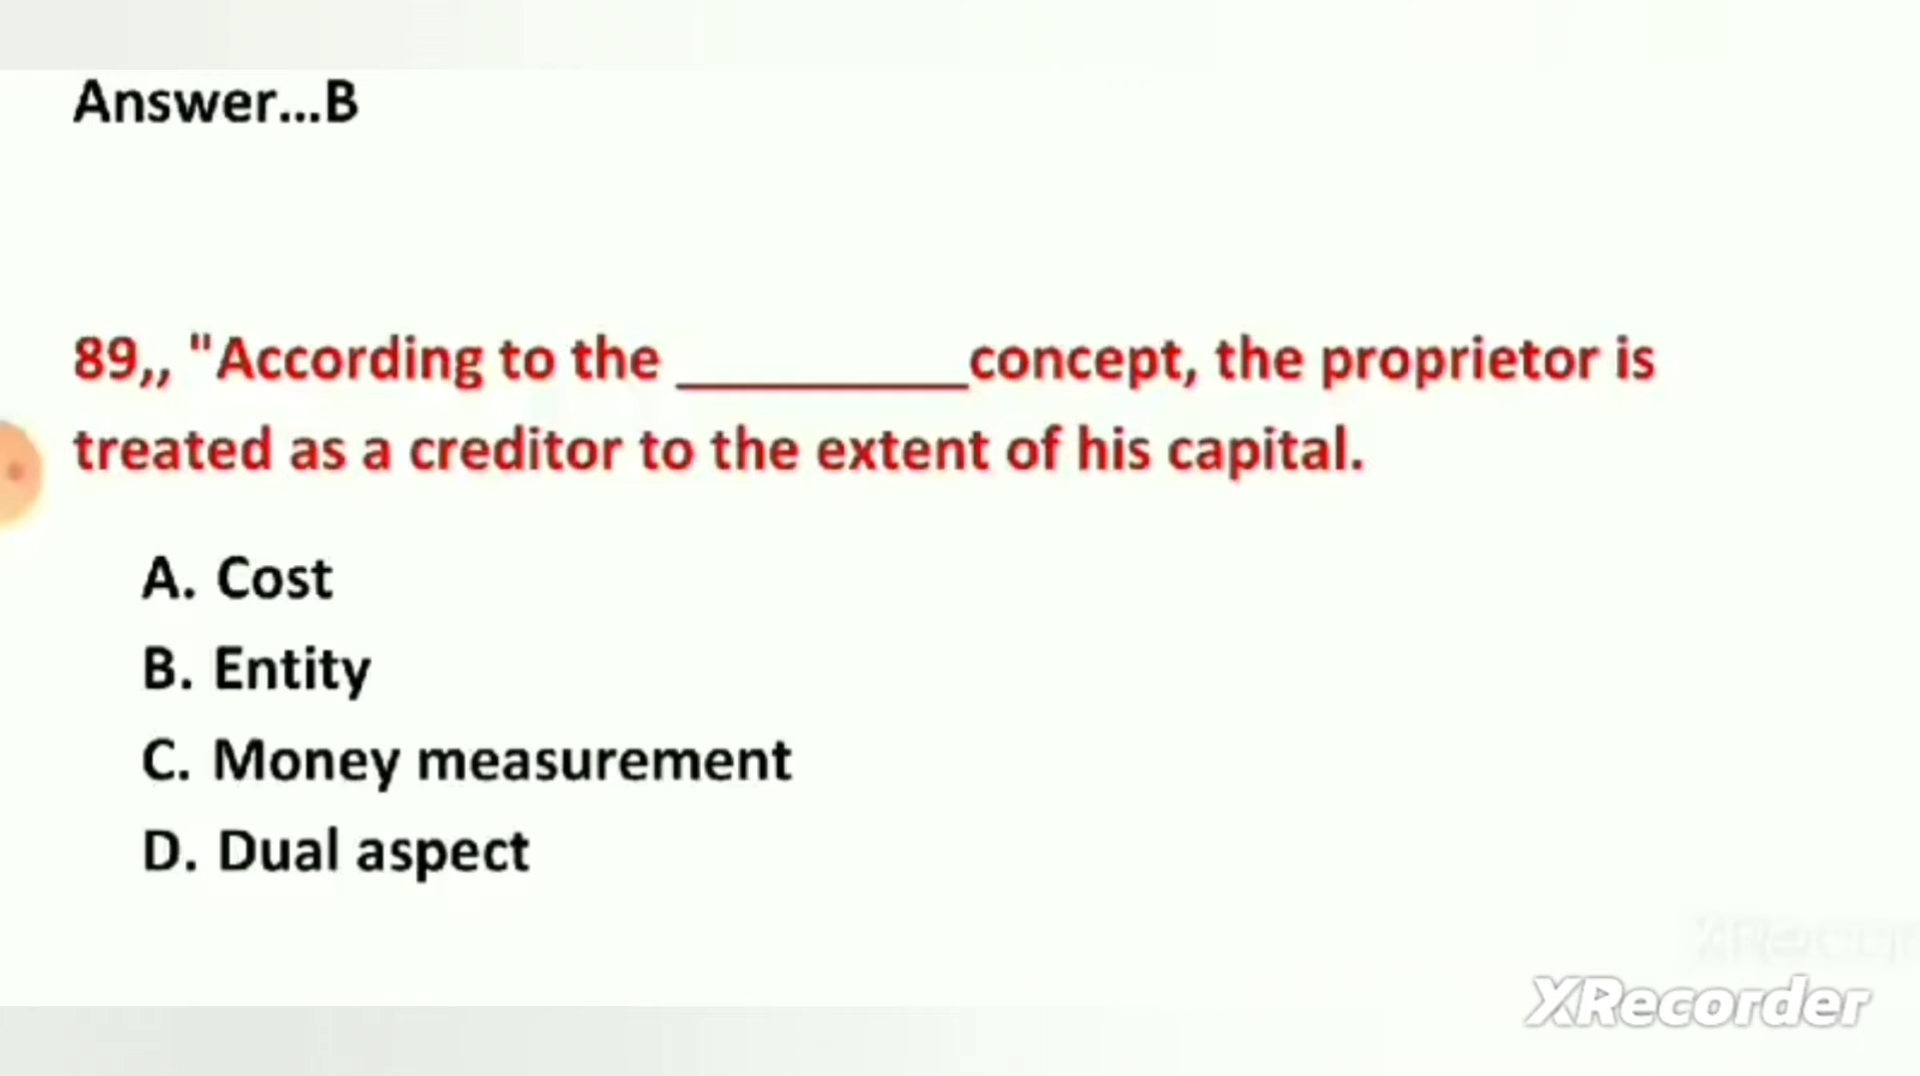 Answer...B
89,, "According to the __________concept, the proprietor is
treated as a creditor to the extent of his capital.
A. Cost
B. Entity
C. Money measurement
D. Dual aspect
XRecorder